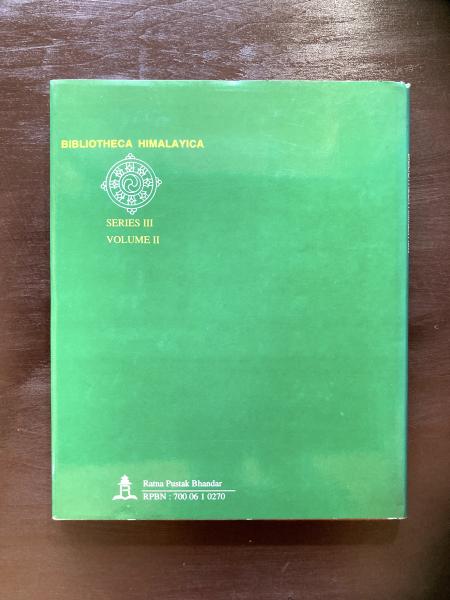 BIBLIOTHECA HIMALAYICA
SERIES III
VOLUME II
Ratna Pustak Bhandar
RPBN : 700 06 1 0270